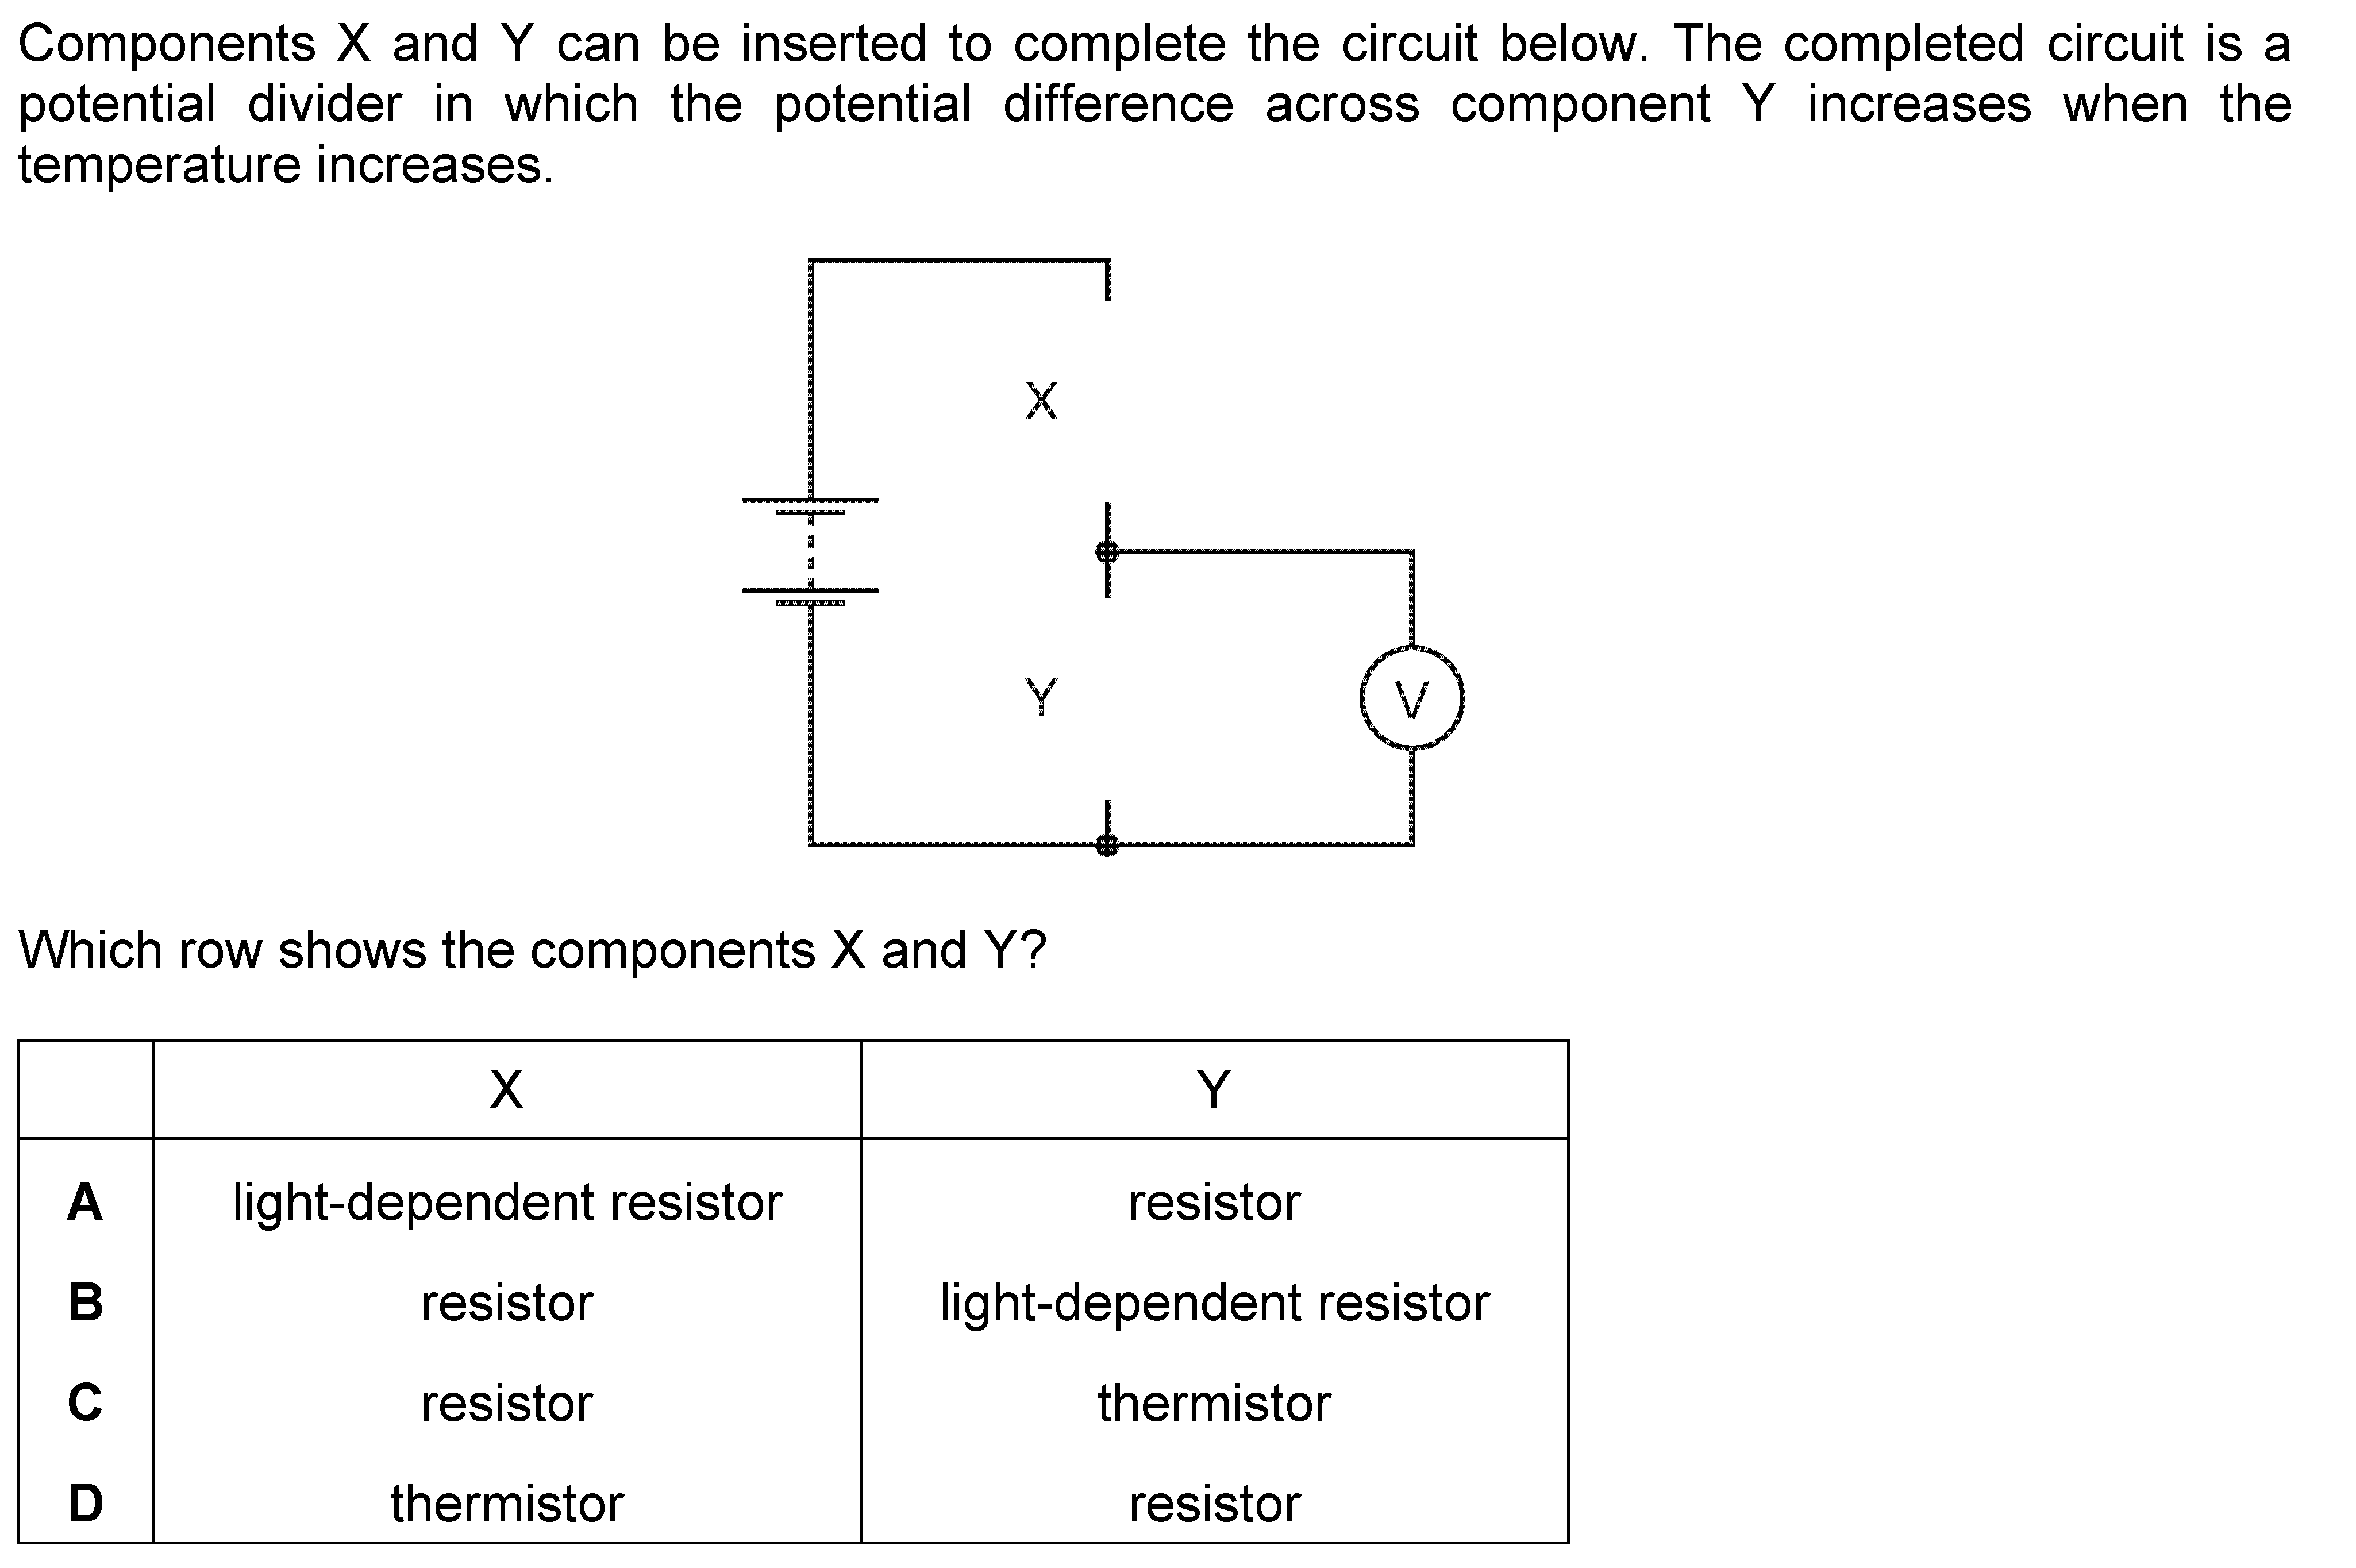 Components X and Y can be inserted to complete the circuit below. The completed circuit is a
potential divider in which the potential difference across component Y increases when the
temperature increases.
X
Y
V
Which row shows the components X and Y?
X Y
A light-dependent resistor resistor
B resistor light-dependent resistor
C resistor thermistor
D thermistor resistor